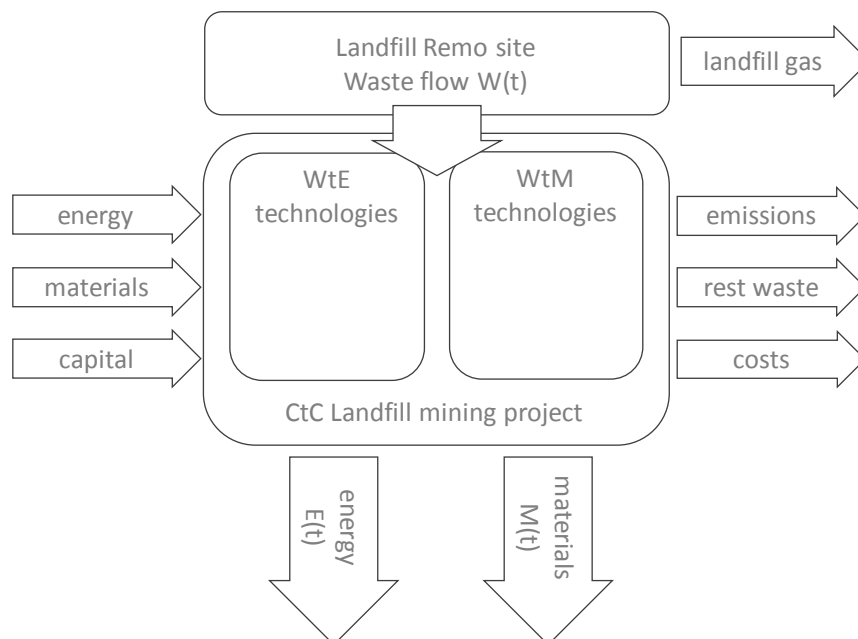 Landfill Remo site
Waste flow W(t)
landfill gas
WtE
technologies
WtM
technologies
energy
materials
capital
emissions
rest waste
costs
CtC Landfill mining project
energy
E(t)
materials
M(t)